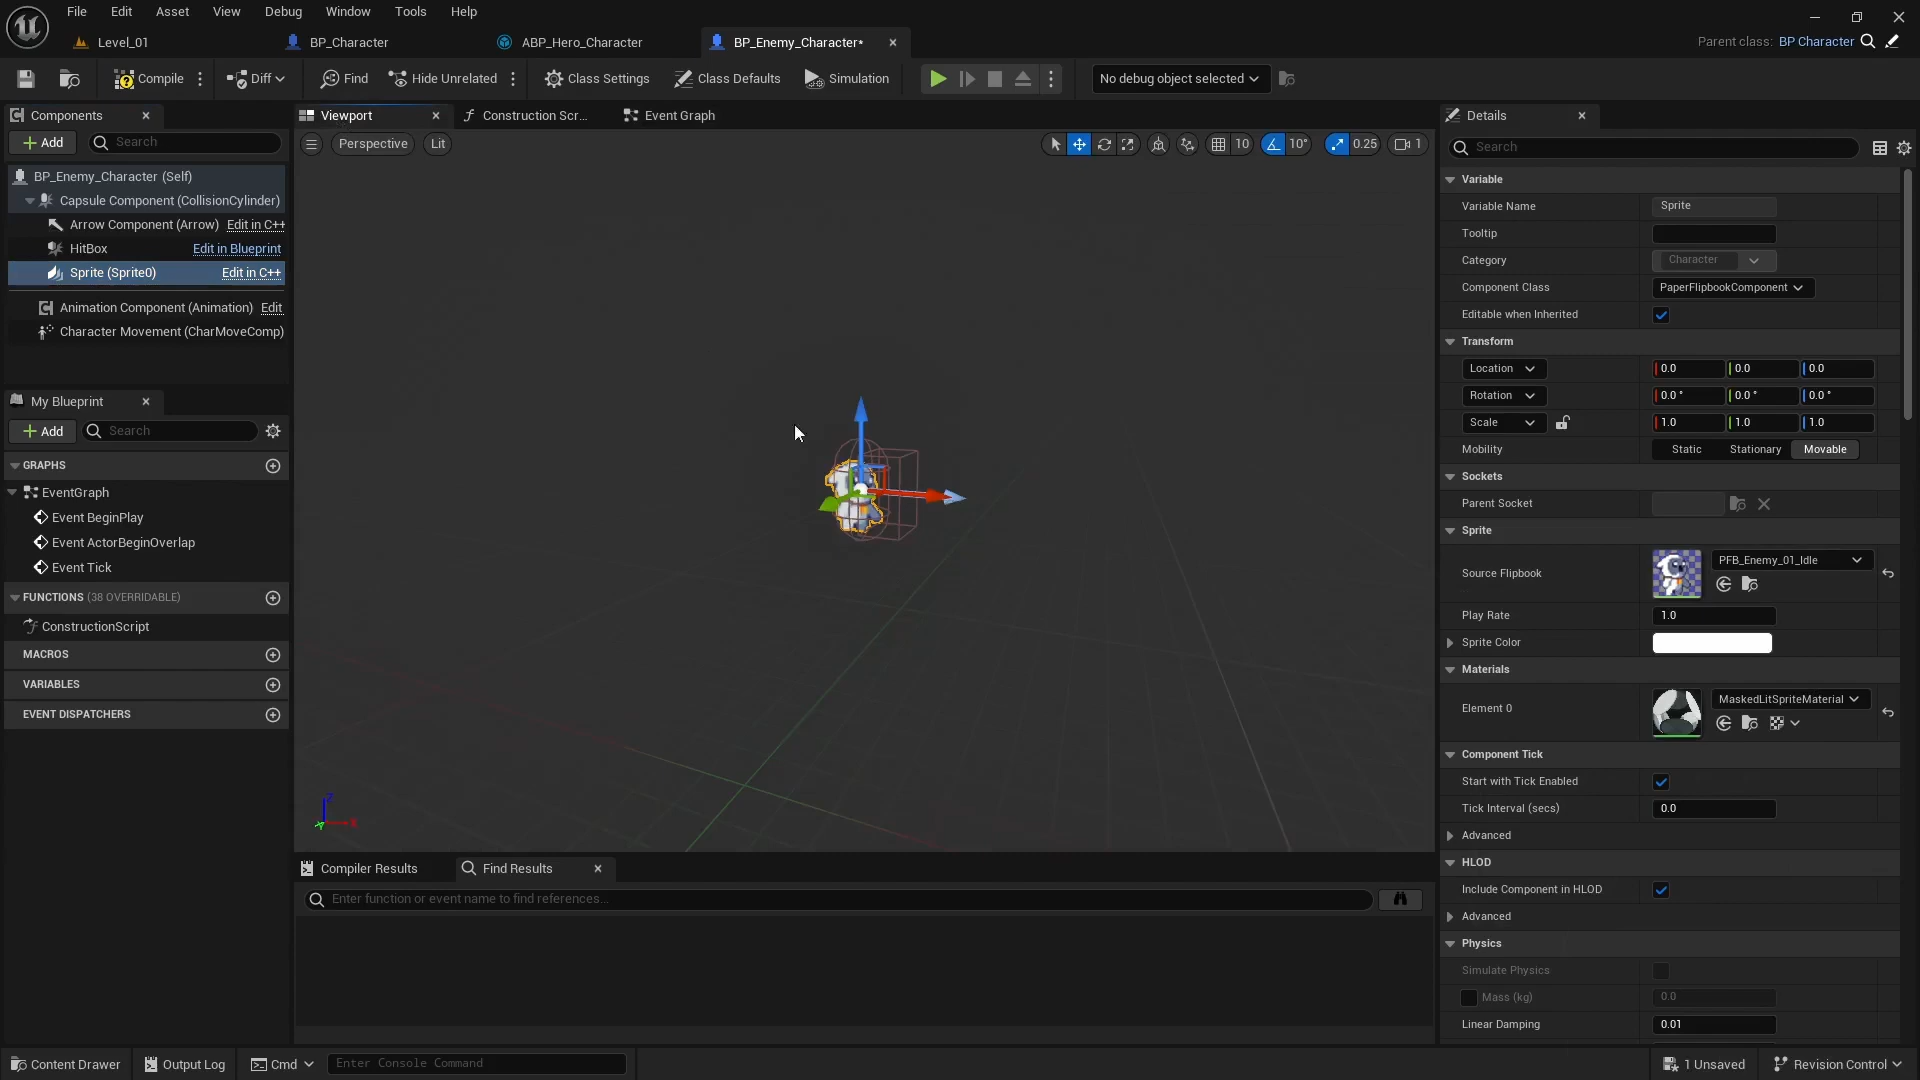 File Edit Asset View Debug Window Tools Help
Level_01 BP_Character ABP_Hero_Character BP_Enemy_Character* Parent class: BP Character
Compile Diff Find Hide Unrelated Class Settings Class Defaults Simulation No debug object selected
Components Viewport Construction Scr... Event Graph Details
Add Search Perspective Lit 10 10° 0.25 1 Search
BP_Enemy_Character (Self)
Capsule Component (CollisionCylinder)
Arrow Component (Arrow) Edit in C++
HitBox Edit in Blueprint
Sprite (Sprite0) Edit in C++
Animation Component (Animation) Edit
Character Movement (CharMoveComp)
My Blueprint
Add Search
GRAPHS
EventGraph
Event BeginPlay
Event ActorBeginOverlap
Event Tick
FUNCTIONS (38 OVERRIDABLE)
ConstructionScript
MACROS
VARIABLES
EVENT DISPATCHERS
Z
X
Y
Compiler Results Find Results
Enter function or event name to find references...
Variable
Variable Name Sprite
Tooltip
Category Character
Component Class PaperFlipbookComponent
Editable when Inherited
Transform
Location 0.0 0.0 0.0
Rotation 0.0 ° 0.0 ° 0.0 °
Scale 1.0 1.0 1.0
Mobility Static Stationary Movable
Sockets
Parent Socket
Sprite
Source Flipbook PFB_Enemy_01_Idle
Play Rate 1.0
Sprite Color
Materials
Element 0 MaskedLitSpriteMaterial
Component Tick
Start with Tick Enabled
Tick Interval (secs) 0.0
Advanced
HLOD
Include Component in HLOD
Advanced
Physics
Simulate Physics
Mass (kg) 0.0
Linear Damping 0.01
Content Drawer Output Log Cmd Enter Console Command 1 Unsaved Revision Control